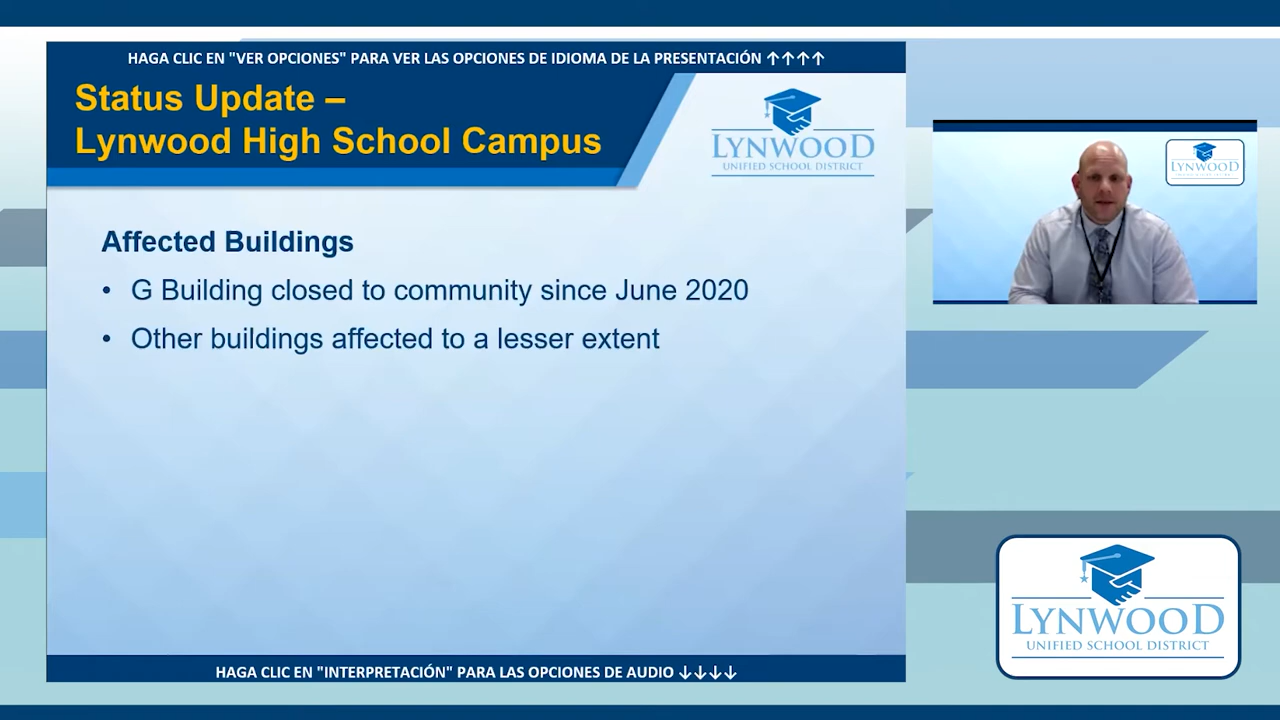 HAGA CLIC EN "VER OPCIONES" PARA VER LAS OPCIONES DE IDIOMA DE LA PRESENTACIÓN ↑↑↑↑
Status Update –
Lynwood High School Campus
LYNWOOD
UNIFIED SCHOOL DISTRICT
LYNWOOD
Affected Buildings
• G Building closed to community since June 2020
• Other buildings affected to a lesser extent
LYNWOOD
UNIFIED SCHOOL DISTRICT
HAGA CLIC EN "INTERPRETACIÓN" PARA LAS OPCIONES DE AUDIO ↓↓↓↓